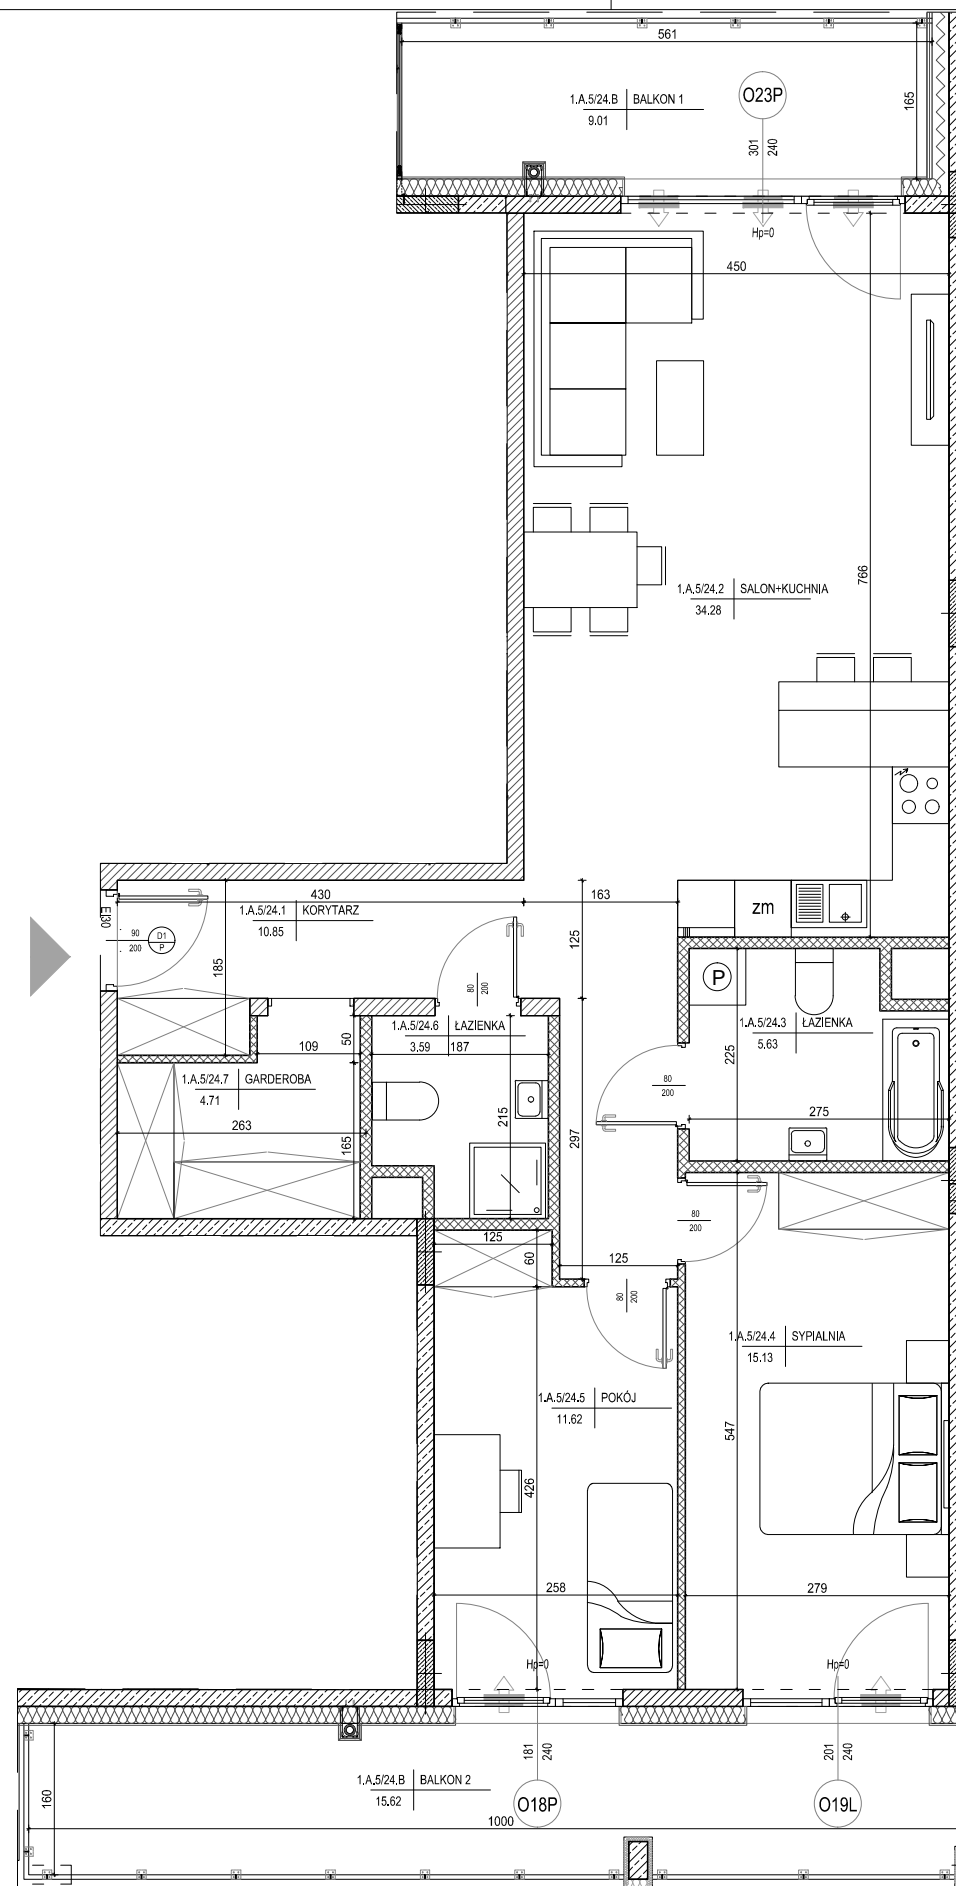 561
1.A.5/24.B BALKON 1
9.01
O23P
165
301
240
Hp=0
450
766
1.A.5/24.2 SALON+KUCHNIA
34.28
430
163
zm
EI30
90
200
D1
P
1.A.5/24.1 KORYTARZ
10.85
185
125
80
200
P
50
109
1.A.5/24.6 ŁAZIENKA
3.59
187
1.A.5/24.3 ŁAZIENKA
5.63
225
1.A.5/24.7 GARDEROBA
4.71
80
200
263
165
215
297
275
80
200
125
60
125
80
200
1.A.5/24.4 SYPIALNIA
15.13
1.A.5/24.5 POKÓJ
11.62
547
426
258
279
Hp=0
Hp=0
181
240
201
240
1.A.5/24.B BALKON 2
15.62
160
O18P
O19L
1000